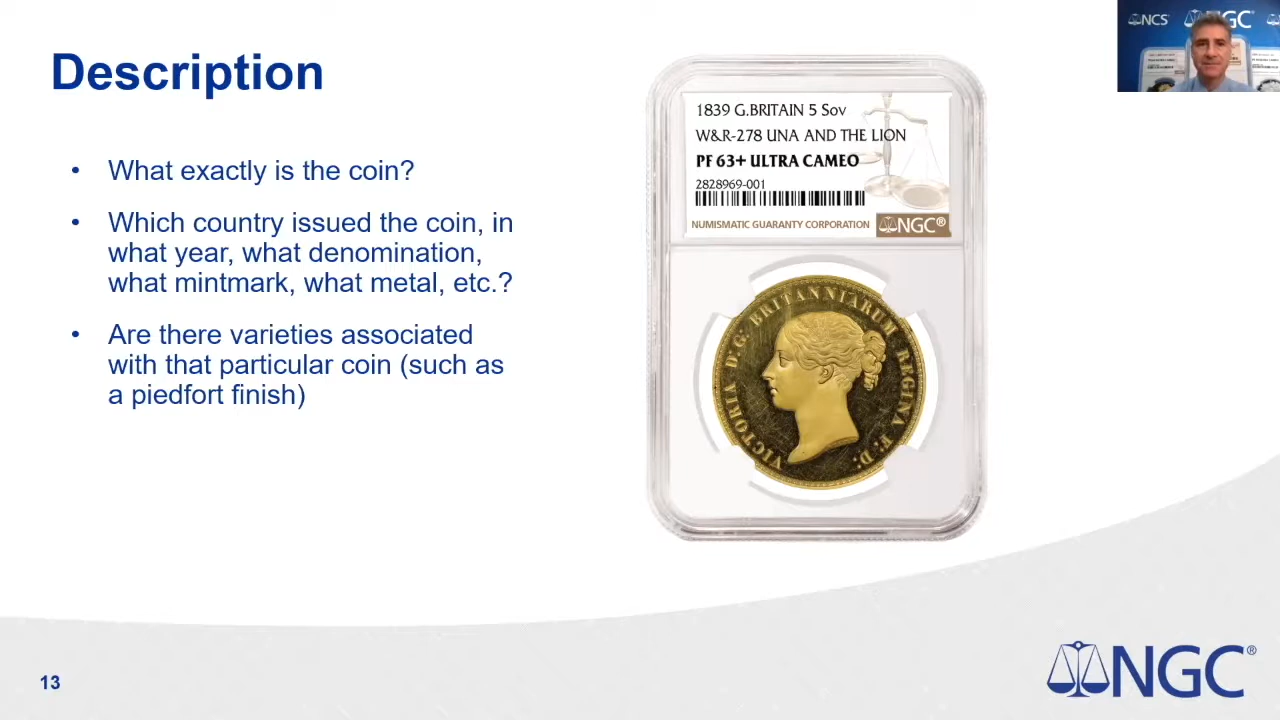 Description
• What exactly is the coin?
• Which country issued the coin, in
what year, what denomination,
what mintmark, what metal, etc.?
• Are there varieties associated
with that particular coin (such as
a piedfort finish)
1839 G.BRITAIN 5 Sov
W&R-278 UNA AND THE LION
PF 63+ ULTRA CAMEO
2828969-001
NUMISMATIC GUARANTY CORPORATION NGC®
VICTORIA D: G: BRITANNIARUM REGINA F: D:
NCS NGC®
13
NGC®